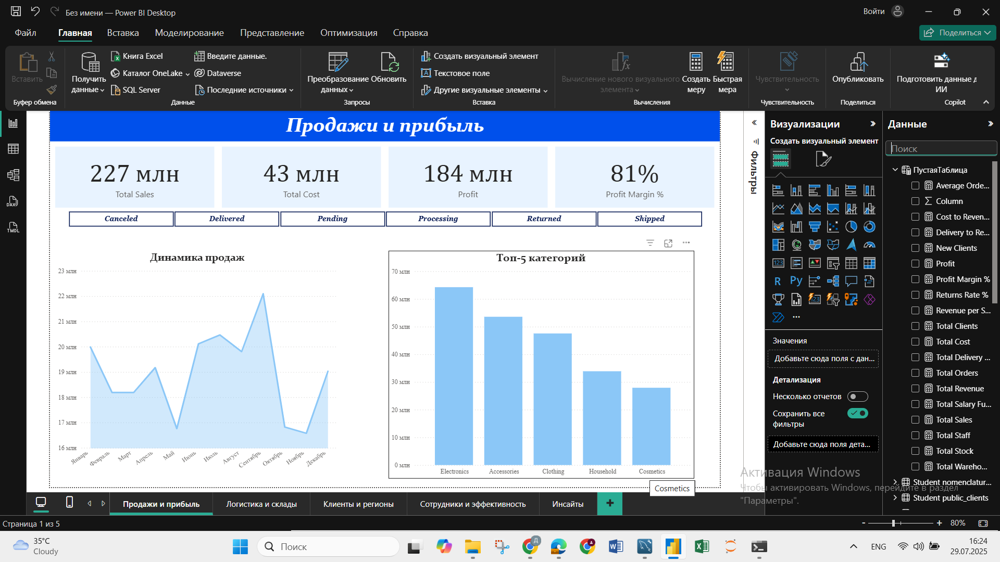 Без имени — Power BI Desktop
Войти
Файл
Главная
Вставка
Моделирование
Представление
Оптимизация
Справка
Поделиться
Вставить
Буфер обмена
Получить данные
Книга Excel
Каталог OneLake
SQL Server
Введите данные.
Dataverse
Последние источники
Данные
Преобразование данных
Обновить
Запросы
Создать визуальный элемент
Текстовое поле
Другие визуальные элементы
Вставка
Вычисление нового визуального элемента
Создать меру
Быстрая мера
Вычисления
Чувствительность
Чувствительность
Опубликовать
Поделиться
Подготовить данные д
ИИ
Copilot
DAX
TMDL
Продажи и прибыль
227 млн
Total Sales
43 млн
Total Cost
184 млн
Profit
81%
Profit Margin %
Canceled
Delivered
Pending
Processing
Returned
Shipped
Динамика продаж
23 млн
22 млн
21 млн
20 млн
19 млн
18 млн
17 млн
16 млн
Январь
Февраль
Март
Апрель
Май
Июнь
Июль
Август
Сентябрь
Октябрь
Ноябрь
Декабрь
Топ-5 категорий
70 млн
60 млн
50 млн
40 млн
30 млн
20 млн
10 млн
0 млн
Electronics
Accessories
Clothing
Household
Cosmetics
Cosmetics
Фильтры
Визуализации
Создать визуальный элемент
123
R
Py
123
Значения
Добавьте сюда поля с дан...
Детализация
Несколько отчетов
Сохранить все
фильтры
Добавьте сюда поля дета...
Данные
Поиск
ПустаяТаблица
Average Orde...
Column
Cost to Reven...
Delivery to Re...
New Clients
Profit
Profit Margin %
Returns Rate %
Revenue per S...
Total Clients
Total Cost
Total Delivery ...
Total Orders
Total Revenue
Total Salary Fu...
Total Sales
Total Staff
Total Stock
Total Wareho...
Student nomenclatur...
Student public_clients
Активация Windows
Чтобы активировать Windows, перейдите в раздел
"Параметры".
Продажи и прибыль
Логистика и склады
Клиенты и регионы
Сотрудники и эффективность
Инсайты
Страница 1 из 5
80%
35°C
Cloudy
Поиск
ENG
16:24
29.07.2025